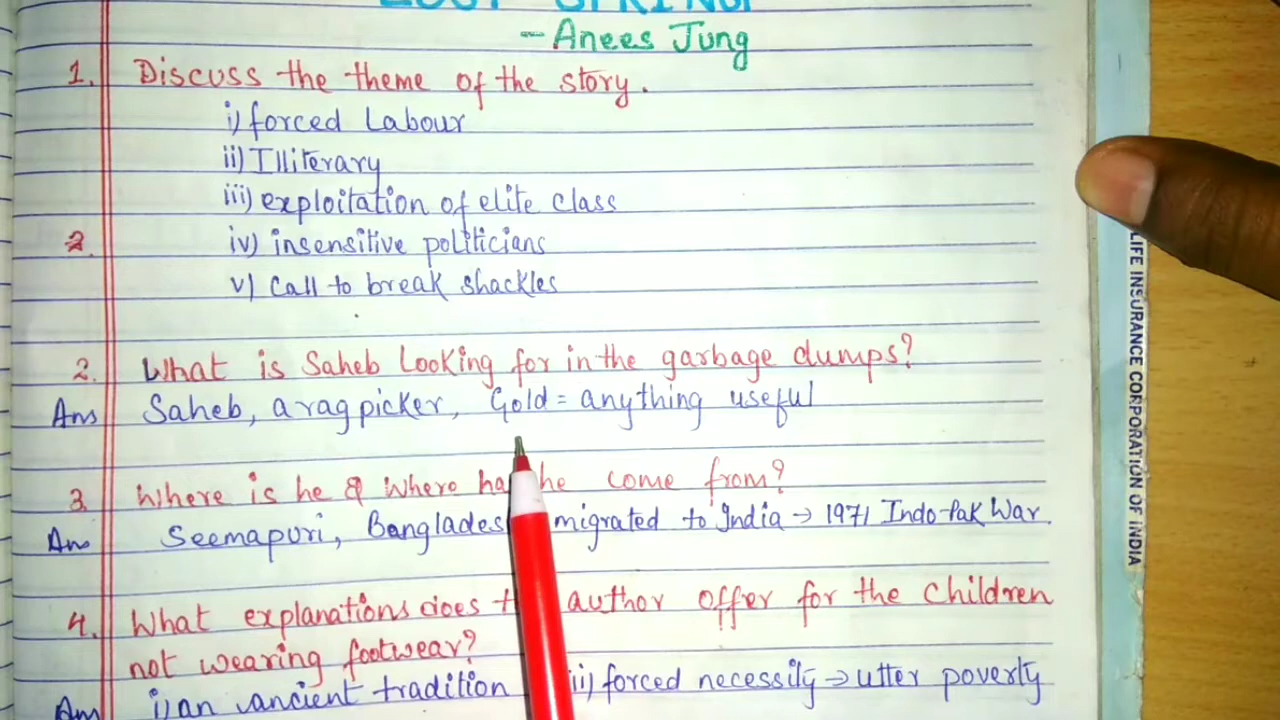 LOST SPRING
- Anees Jung
1. Discuss the theme of the story.
i) forced Labour
ii) Illiterary
iii) exploitation of elite class
2.
iv) insensitive politicians
v) Call to break shackles
2. What is Saheb Looking for in the garbage dumps?
Ans Saheb, a rag picker, Gold = anything useful
3. Where is he & where he come from?
Ans Seemapuri, migrated to India → 1971 Indo-Pak War.
4. What explanations does author offer for the children
not wearing footwear?
Ans i) an ancient tradition ii) forced necessity → utter poverty
LIFE INSURANCE CORPORATION OF INDIA